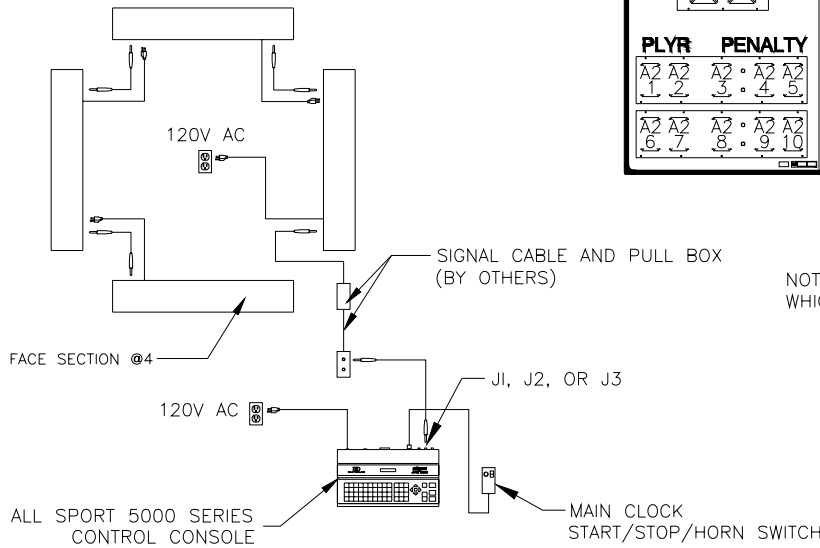 PLYR PENALTY
A2 A2 A2 : A2 A2
1 2 3 4 5
A2 A2 A2 : A2 A2
6 7 8 9 10
120V AC
SIGNAL CABLE AND PULL BOX
(BY OTHERS)
NOT
WHIC
FACE SECTION @4
J1, J2, OR J3
120V AC
ALL SPORT 5000 SERIES
CONTROL CONSOLE
MAIN CLOCK
START/STOP/HORN SWITCH